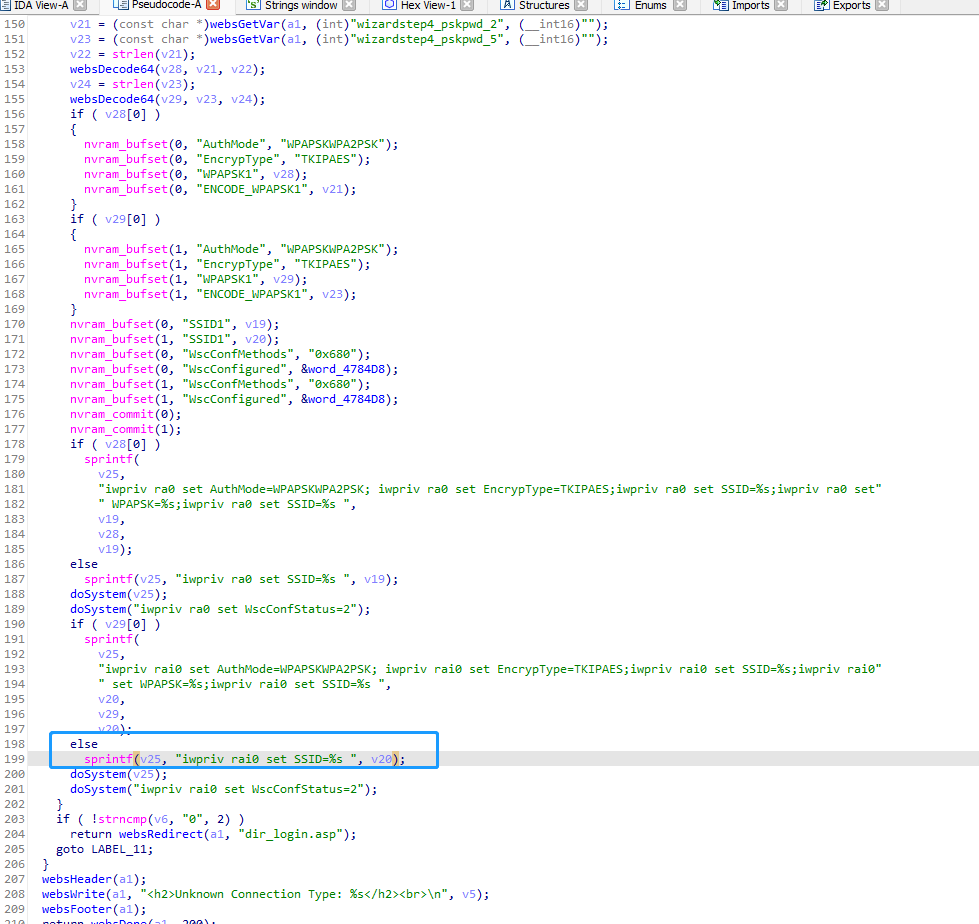 IDA View-A Pseudocode-A Strings window Hex View-1 Structures Enums Imports Exports
150 v21 = (const char *)websGetVar(a1, (int)"wizardstep4_pskpwd_2", (__int16)"");
151 v23 = (const char *)websGetVar(a1, (int)"wizardstep4_pskpwd_5", (__int16)"");
152 v22 = strlen(v21);
153 websDecode64(v28, v21, v22);
154 v24 = strlen(v23);
155 websDecode64(v29, v23, v24);
156 if ( v28[0] )
157 {
158 nvram_bufset(0, "AuthMode", "WPAPSKWPA2PSK");
159 nvram_bufset(0, "EncrypType", "TKIPAES");
160 nvram_bufset(0, "WPAPSK1", v28);
161 nvram_bufset(0, "ENCODE_WPAPSK1", v21);
162 }
163 if ( v29[0] )
164 {
165 nvram_bufset(1, "AuthMode", "WPAPSKWPA2PSK");
166 nvram_bufset(1, "EncrypType", "TKIPAES");
167 nvram_bufset(1, "WPAPSK1", v29);
168 nvram_bufset(1, "ENCODE_WPAPSK1", v23);
169 }
170 nvram_bufset(0, "SSID1", v19);
171 nvram_bufset(1, "SSID1", v20);
172 nvram_bufset(0, "WscConfMethods", "0x680");
173 nvram_bufset(0, "WscConfigured", &word_4784D8);
174 nvram_bufset(1, "WscConfMethods", "0x680");
175 nvram_bufset(1, "WscConfigured", &word_4784D8);
176 nvram_commit(0);
177 nvram_commit(1);
178 if ( v28[0] )
179 sprintf(
180 v25,
181 "iwpriv ra0 set AuthMode=WPAPSKWPA2PSK; iwpriv ra0 set EncrypType=TKIPAES;iwpriv ra0 set SSID=%s;iwpriv ra0 set"
182 " WPAPSK=%s;iwpriv ra0 set SSID=%s ",
183 v19,
184 v28,
185 v19);
186 else
187 sprintf(v25, "iwpriv ra0 set SSID=%s ", v19);
188 doSystem(v25);
189 doSystem("iwpriv ra0 set WscConfStatus=2");
190 if ( v29[0] )
191 sprintf(
192 v25,
193 "iwpriv rai0 set AuthMode=WPAPSKWPA2PSK; iwpriv rai0 set EncrypType=TKIPAES;iwpriv rai0 set SSID=%s;iwpriv rai0"
194 " set WPAPSK=%s;iwpriv rai0 set SSID=%s ",
195 v20,
196 v29,
197 v20);
198 else
199 sprintf(v25, "iwpriv rai0 set SSID=%s ", v20);
200 doSystem(v25);
201 doSystem("iwpriv rai0 set WscConfStatus=2");
202 }
203 if ( !strncmp(v6, "0", 2) )
204 return websRedirect(a1, "dir_login.asp");
205 goto LABEL_11;
206 }
207 websHeader(a1);
208 websWrite(a1, "<h2>Unknown Connection Type: %s</h2><br>\n", v5);
209 websFooter(a1);
210 return websDone(a1, 200);